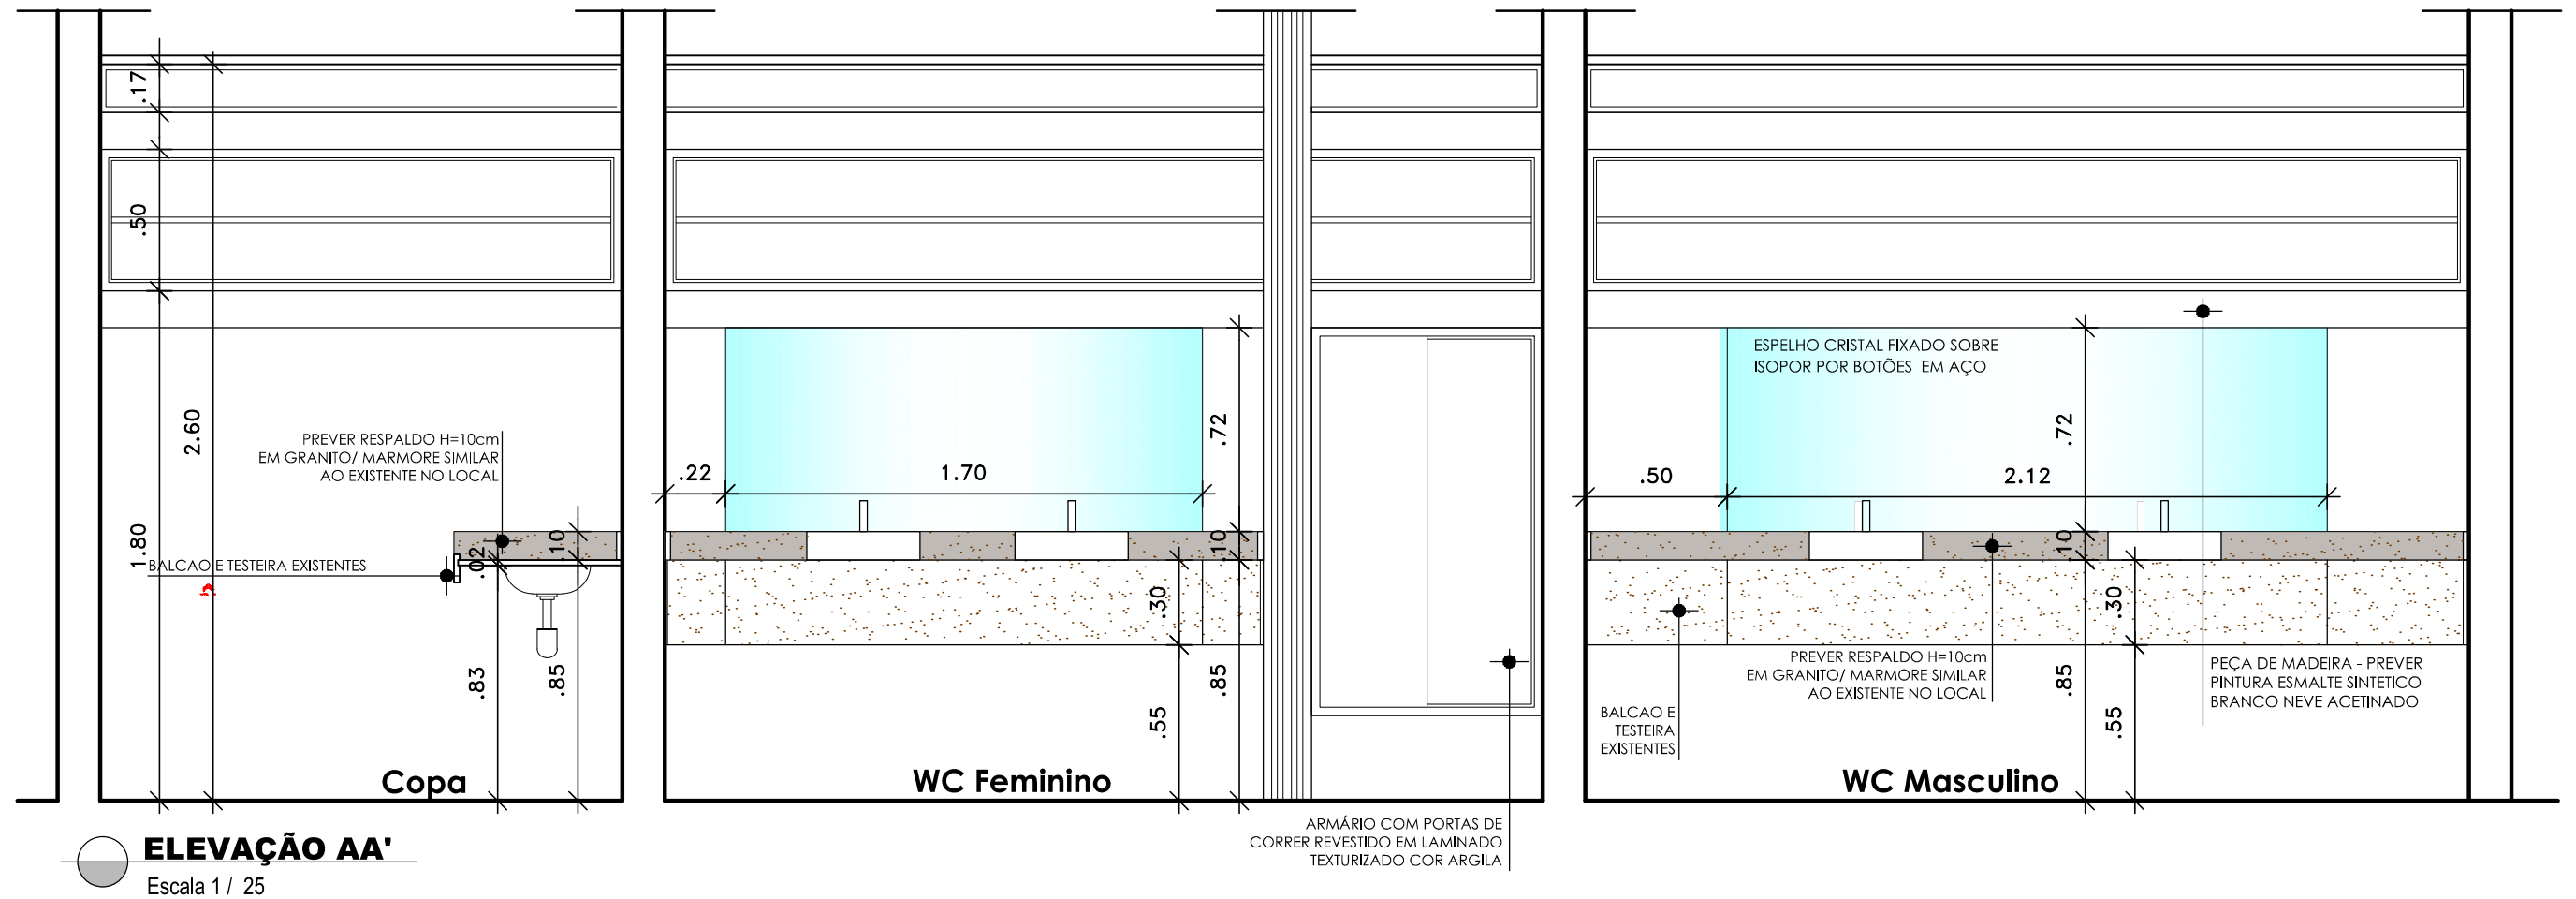 .17
.50
2.60
1.80
PREVER RESPALDO H=10cm
EM GRANITO/ MARMORE SIMILAR
AO EXISTENTE NO LOCAL
BALCAO E TESTEIRA EXISTENTES
.02
.10
.83
.85
Copa
.22
1.70
.72
.10
.30
.85
.55
WC Feminino
ARMÁRIO COM PORTAS DE
CORRER REVESTIDO EM LAMINADO
TEXTURIZADO COR ARGILA
ESPELHO CRISTAL FIXADO SOBRE
ISOPOR POR BOTÕES EM AÇO
.72
.50
2.12
.10
.30
.85
.55
PREVER RESPALDO H=10cm
EM GRANITO/ MARMORE SIMILAR
AO EXISTENTE NO LOCAL
BALCAO E
TESTEIRA
EXISTENTES
PEÇA DE MADEIRA - PREVER
PINTURA ESMALTE SINTETICO
BRANCO NEVE ACETINADO
WC Masculino
ELEVAÇÃO AA'
Escala 1 / 25